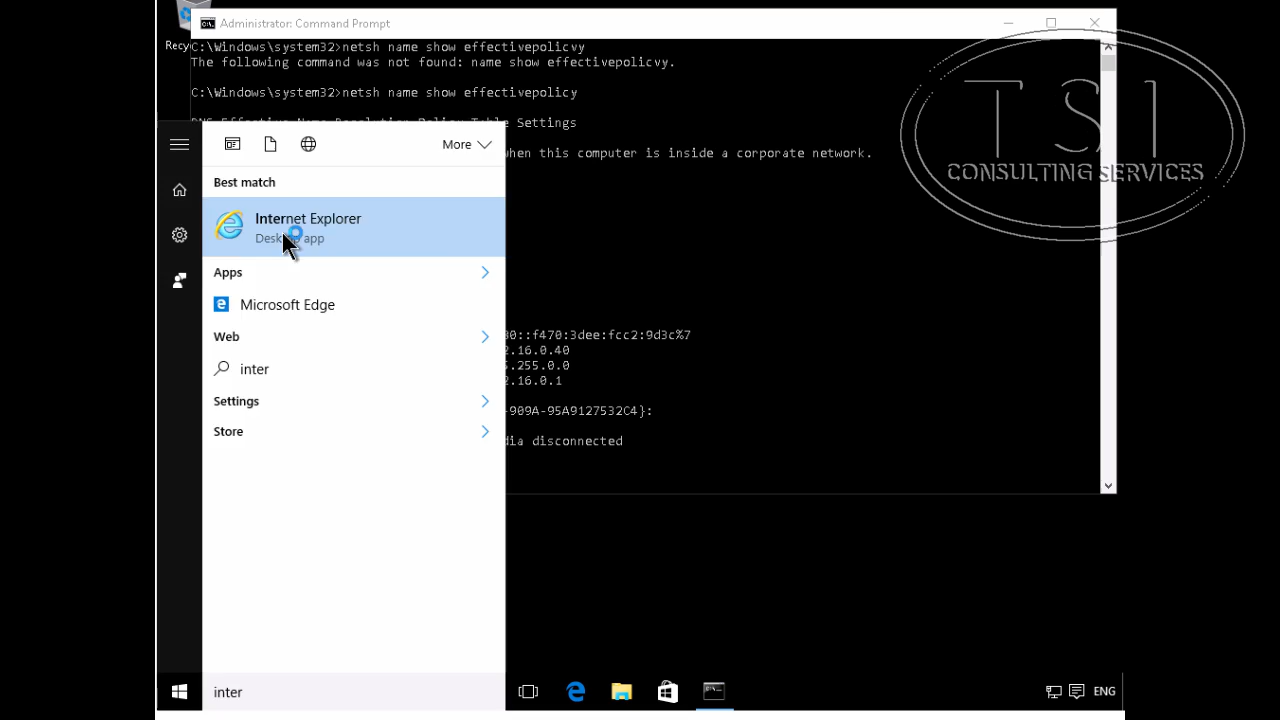 Administrator: Command Prompt
Recy
C:\Windows\system32>netsh name show effectivepolicvy
The following command was not found: name show effectivepolicvy.
C:\Windows\system32>netsh name show effectivepolicy
Settings
when this computer is inside a corporate network.
T S I
CONSULTING SERVICES
More
Best match
Internet Explorer
Desktop app
Apps
Microsoft Edge
Web
inter
Settings
Store
80::f470:3dee:fcc2:9d3c%7
2.16.0.40
5.255.0.0
2.16.0.1
-909A-95A9127532C4}:
dia disconnected
inter
ENG